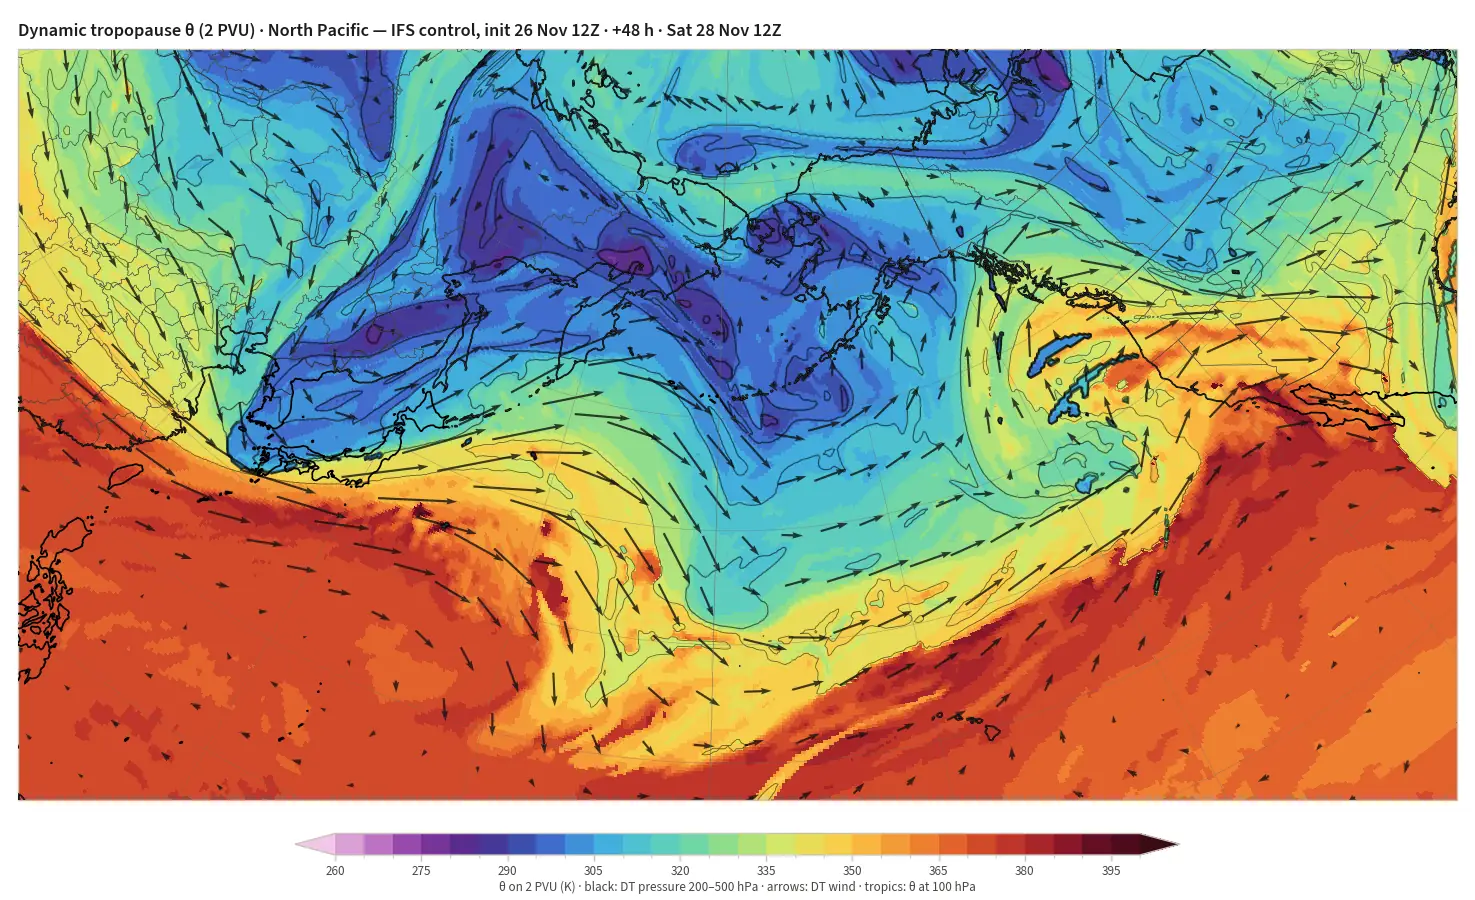 Dynamic tropopause θ (2 PVU) · North Pacific — IFS control, init 26 Nov 12Z · +48 h · Sat 28 Nov 12Z
260 275 290 305 320 335 350 365 380 395
θ on 2 PVU (K) · black: DT pressure 200–500 hPa · arrows: DT wind · tropics: θ at 100 hPa